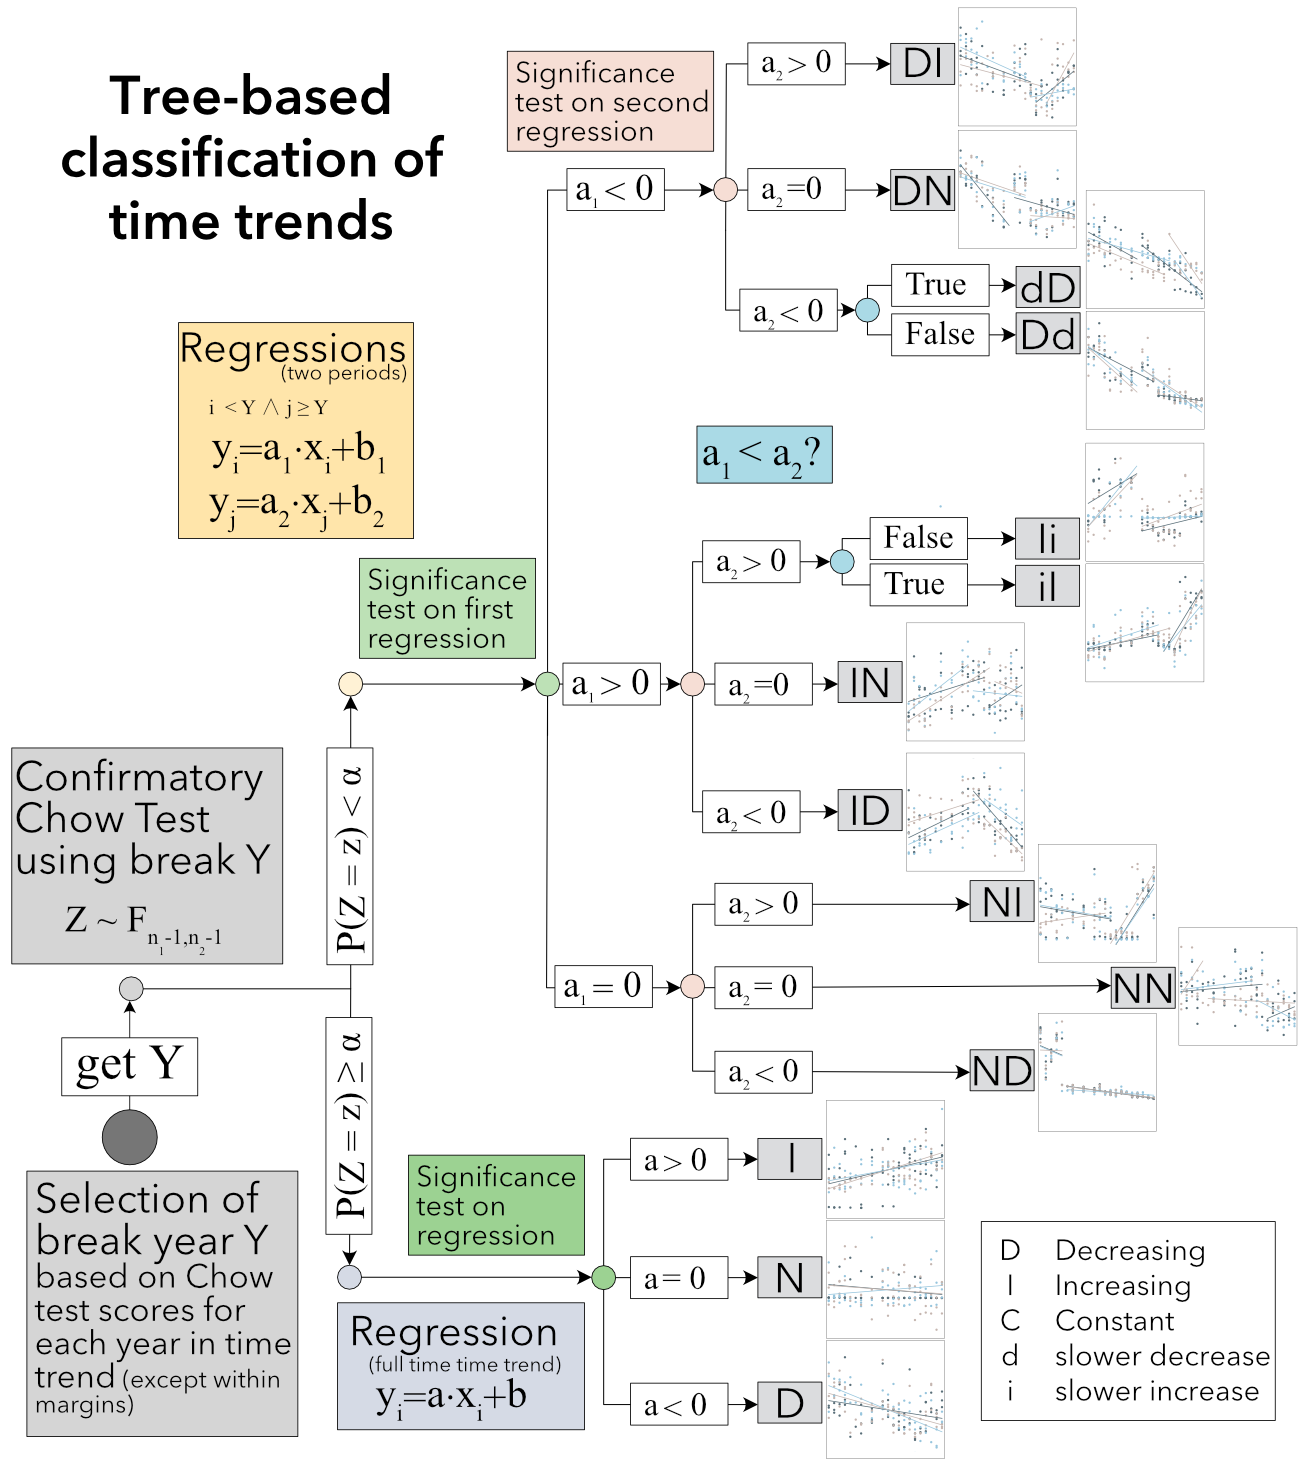 Tree-based
classification of
time trends
Significance
test on second
regression
a₂ > 0
DI
a₁ < 0
a₂=0
DN
a₂ < 0
True
dD
False
Dd
Regressions
(two periods)
i < Y ∧ j ≥ Y
yᵢ=a₁·xᵢ+b₁
yⱼ=a₂·xⱼ+b₂
a₁ < a₂?
Significance
test on first
regression
a₂ > 0
False
Ii
True
iI
a₁ > 0
a₂=0
IN
a₂ < 0
ID
Confirmatory
Chow Test
using break Y
Z ~ F n₁-1,n₂-1
P(Z = z) < α
a₂ > 0
NI
a₁ = 0
a₂ = 0
NN
a₂ < 0
ND
get Y
P(Z = z) ≥ α
Selection of
break year Y
based on Chow
test scores for
each year in time
trend (except within
margins)
Significance
test on
regression
a > 0
I
a = 0
N
a < 0
D
Regression
(full time time trend)
yᵢ=a·xᵢ+b
D Decreasing
I Increasing
C Constant
d slower decrease
i slower increase